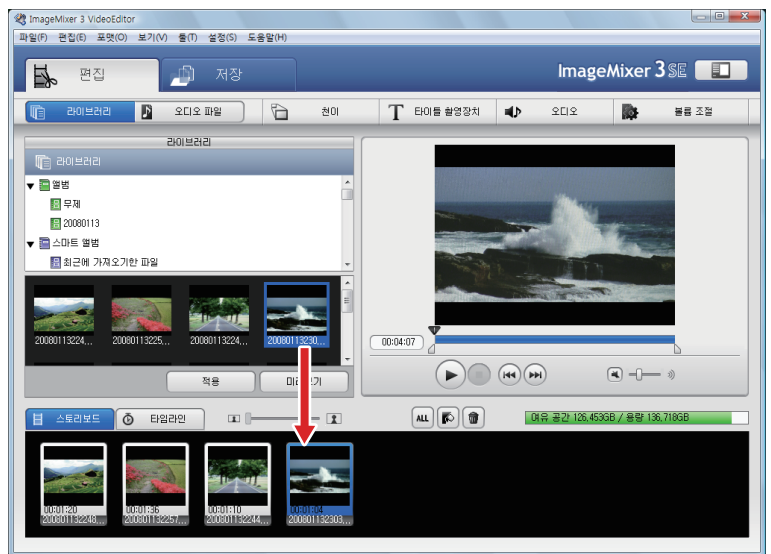 ImageMixer 3 VideoEditor
파일(F) 편집(E) 포맷(O) 보기(V) 툴(T) 설정(S) 도움말(H)
편집 저장 ImageMixer 3 SE
라이브러리 오디오 파일 천이 타이틀 촬영장치 오디오 볼륨 조절
라이브러리
라이브러리
앨범
무제
20080113
스마트 앨범
최근에 가져오기한 파일
20080113224... 20080113225... 20080113224... 20080113230...
00:04:07
적용
스토리보드 타임라인 ALL 여유 공간 126,453GB / 용량 136,718GB
00:01:20 00:01:36 00:01:10 00:01:04
200801132248... 200801132257... 200801132244... 200801132303...